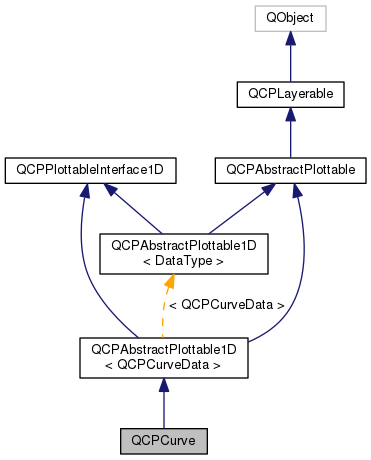 QObject
QCPLayerable
QCPPlottableInterface1D
QCPAbstractPlottable
QCPAbstractPlottable1D
< DataType >
< QCPCurveData >
QCPAbstractPlottable1D
< QCPCurveData >
QCPCurve